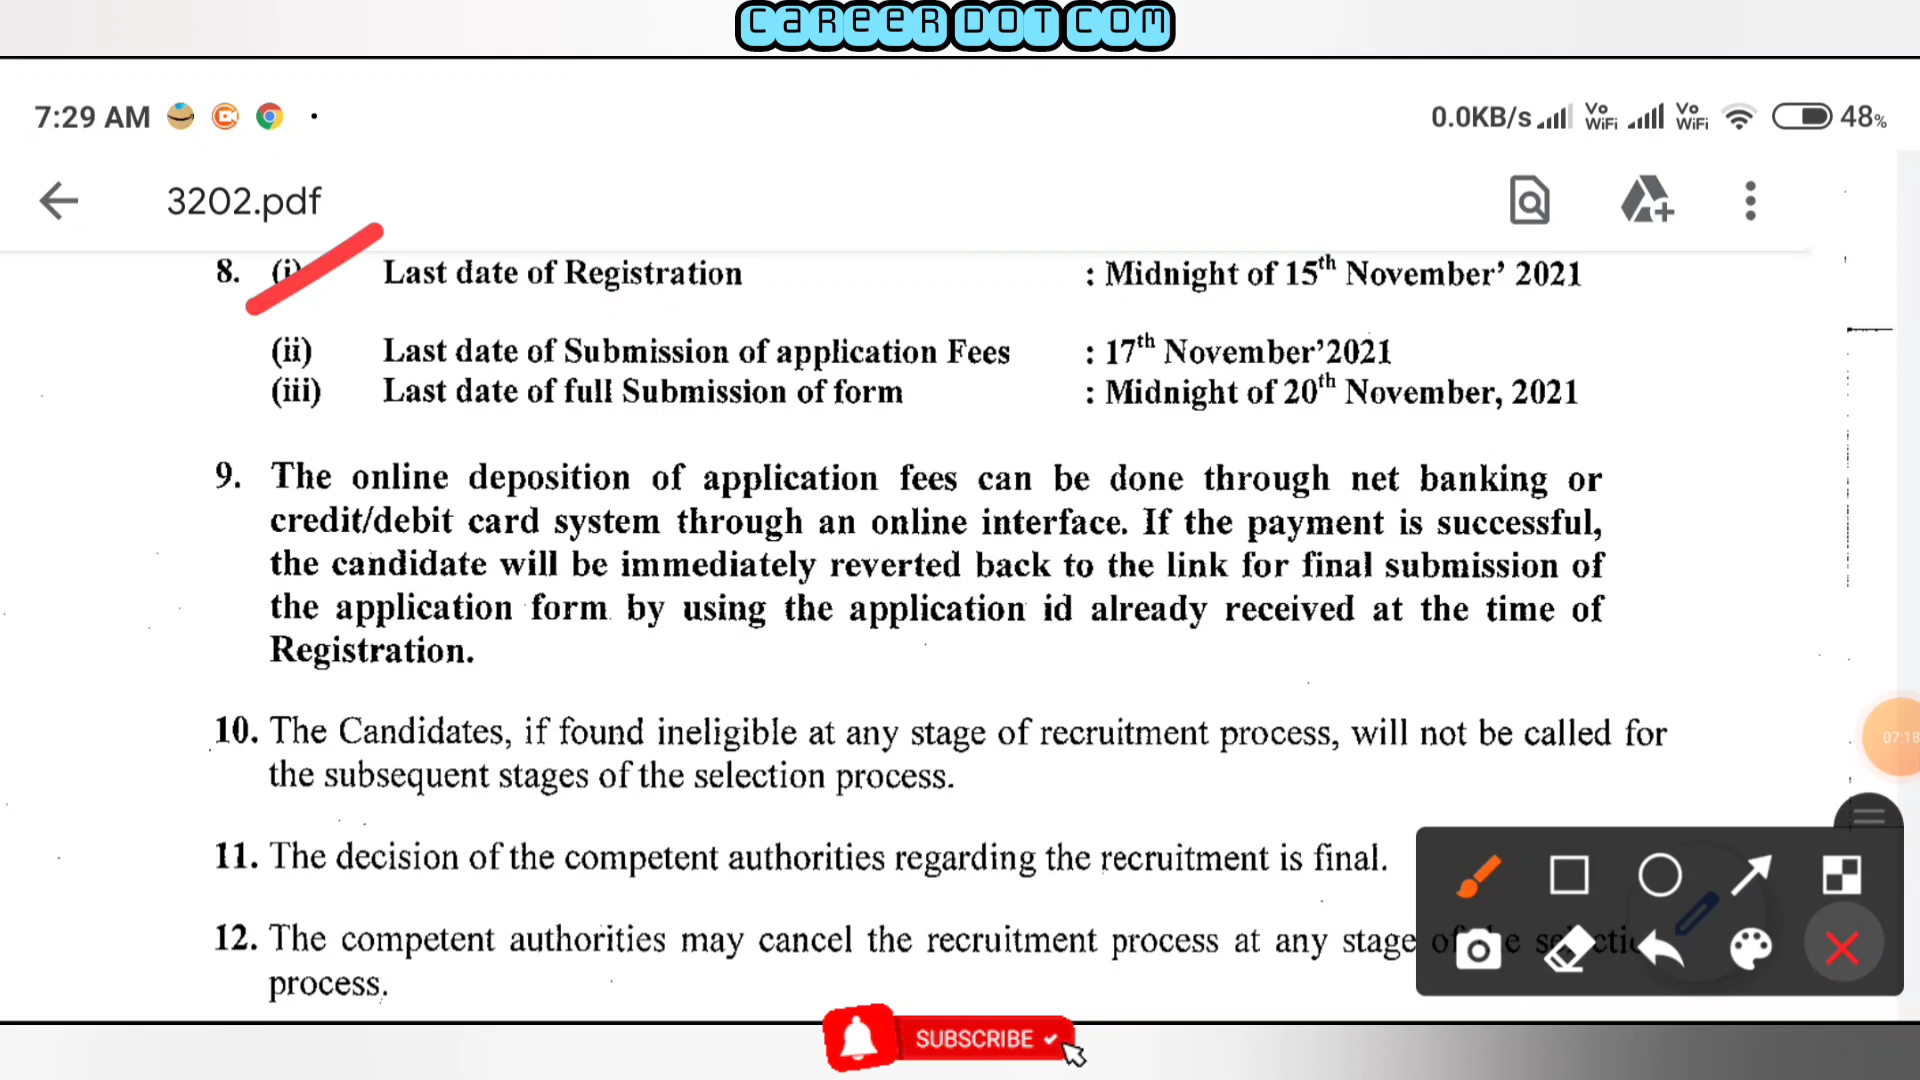 CAREER DOT COM
7:29 AM 0.0KB/s Vo WiFi Vo WiFi 48%
3202.pdf
8. (i) Last date of Registration : Midnight of 15th November’ 2021
(ii) Last date of Submission of application Fees : 17th November’2021
(iii) Last date of full Submission of form : Midnight of 20th November, 2021
9. The online deposition of application fees can be done through net banking or
credit/debit card system through an online interface. If the payment is successful,
the candidate will be immediately reverted back to the link for final submission of
the application form by using the application id already received at the time of
Registration.
07:18
10. The Candidates, if found ineligible at any stage of recruitment process, will not be called for
the subsequent stages of the selection process.
11. The decision of the competent authorities regarding the recruitment is final.
12. The competent authorities may cancel the recruitment process at any stage
process.
SUBSCRIBE